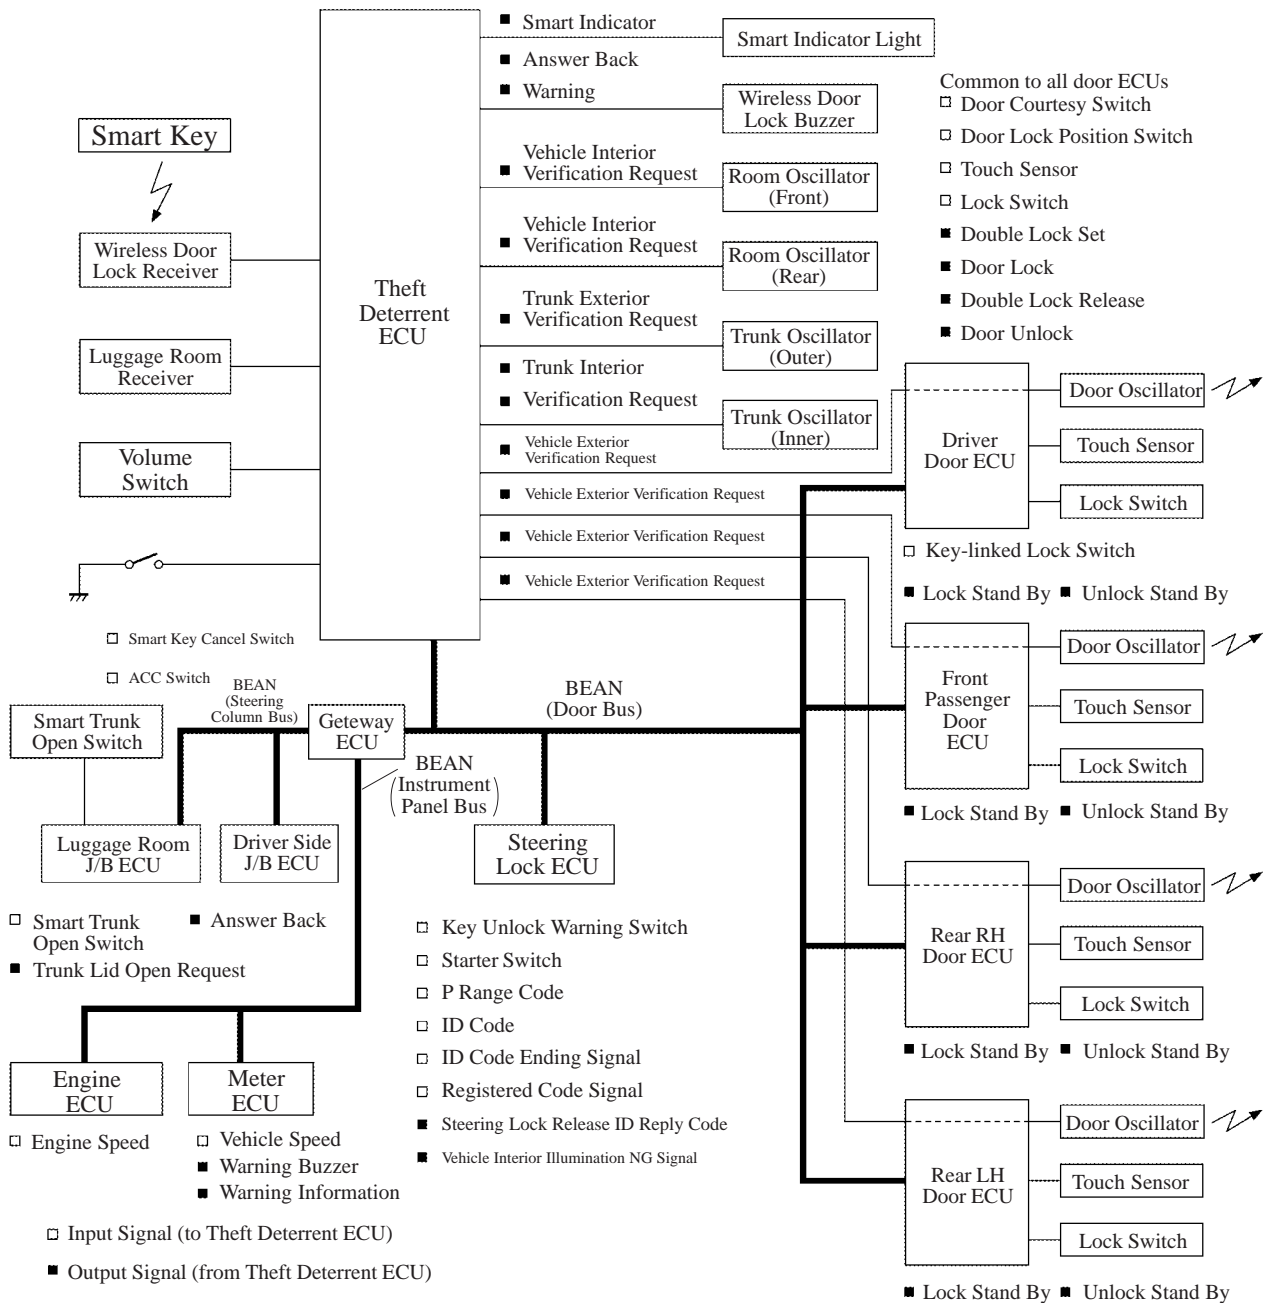 Smart Indicator
Smart Indicator Light
Answer Back
Warning
Wireless Door
Lock Buzzer
Common to all door ECUs
Door Courtesy Switch
Door Lock Position Switch
Touch Sensor
Lock Switch
Double Lock Set
Door Lock
Double Lock Release
Door Unlock
Smart Key
Vehicle Interior
Verification Request
Room Oscillator
(Front)
Wireless Door
Lock Receiver
Vehicle Interior
Verification Request
Room Oscillator
(Rear)
Theft
Deterrent
ECU
Trunk Exterior
Verification Request
Trunk Oscillator
(Outer)
Luggage Room
Receiver
Trunk Interior
Verification Request
Trunk Oscillator
(Inner)
Volume
Switch
Vehicle Exterior
Verification Request
Vehicle Exterior Verification Request
Vehicle Exterior Verification Request
Vehicle Exterior Verification Request
Driver
Door ECU
Door Oscillator
Touch Sensor
Lock Switch
Key-linked Lock Switch
Lock Stand By
Unlock Stand By
Smart Key Cancel Switch
ACC Switch
Front
Passenger
Door
ECU
Door Oscillator
Touch Sensor
Lock Switch
Lock Stand By
Unlock Stand By
BEAN
(Steering
Column Bus)
Geteway
ECU
BEAN
(Door Bus)
Smart Trunk
Open Switch
BEAN
(Instrument
Panel Bus)
Luggage Room
J/B ECU
Driver Side
J/B ECU
Steering
Lock ECU
Smart Trunk
Open Switch
Answer Back
Trunk Lid Open Request
Key Unlock Warning Switch
Starter Switch
P Range Code
ID Code
ID Code Ending Signal
Registered Code Signal
Steering Lock Release ID Reply Code
Vehicle Interior Illumination NG Signal
Rear RH
Door ECU
Door Oscillator
Touch Sensor
Lock Switch
Lock Stand By
Unlock Stand By
Engine
ECU
Meter
ECU
Engine Speed
Vehicle Speed
Warning Buzzer
Warning Information
Rear LH
Door ECU
Door Oscillator
Touch Sensor
Lock Switch
Lock Stand By
Unlock Stand By
Input Signal (to Theft Deterrent ECU)
Output Signal (from Theft Deterrent ECU)